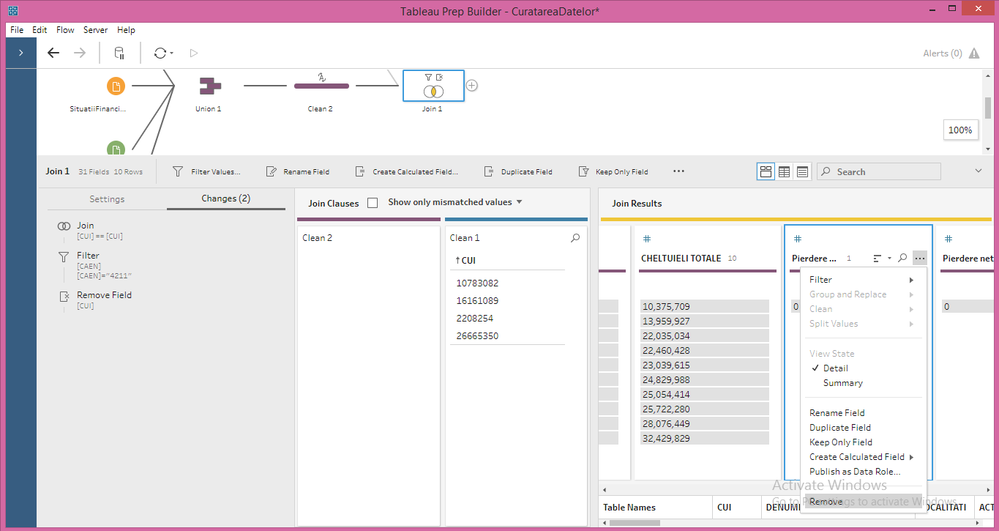 Tableau Prep Builder - CuratareaDatelor*
File Edit Flow Server Help
Alerts (0)
SituatiiFinanci...
Union 1
Clean 2
Join 1
100%
Join 1 31 Fields 10 Rows
Filter Values...
Rename Field
Create Calculated Field...
Duplicate Field
Keep Only Field
Search
Settings
Changes (2)
Join
[CUI] == [CUI]
Filter
[CAEN]
[CAEN]="4211"
Remove Field
[CUI]
Join Clauses
Show only mismatched values
Clean 2
Clean 1
CUI
10783082
16161089
2208254
26665350
Join Results
#
CHELTUIELI TOTALE 10
10,375,709
13,959,927
22,035,034
22,460,428
23,039,615
24,829,988
25,054,414
25,722,280
28,076,449
32,429,829
#
Pierdere ... 1
0
#
Pierdere net
0
Filter
Group and Replace
Clean
Split Values
View State
Detail
Summary
Rename Field
Duplicate Field
Keep Only Field
Create Calculated Field
Publish as Data Role...
Remove
Activate Windows
Go to PC settings to activate Windows
Table Names
CUI
DENUMI
OCALITATI
ACT